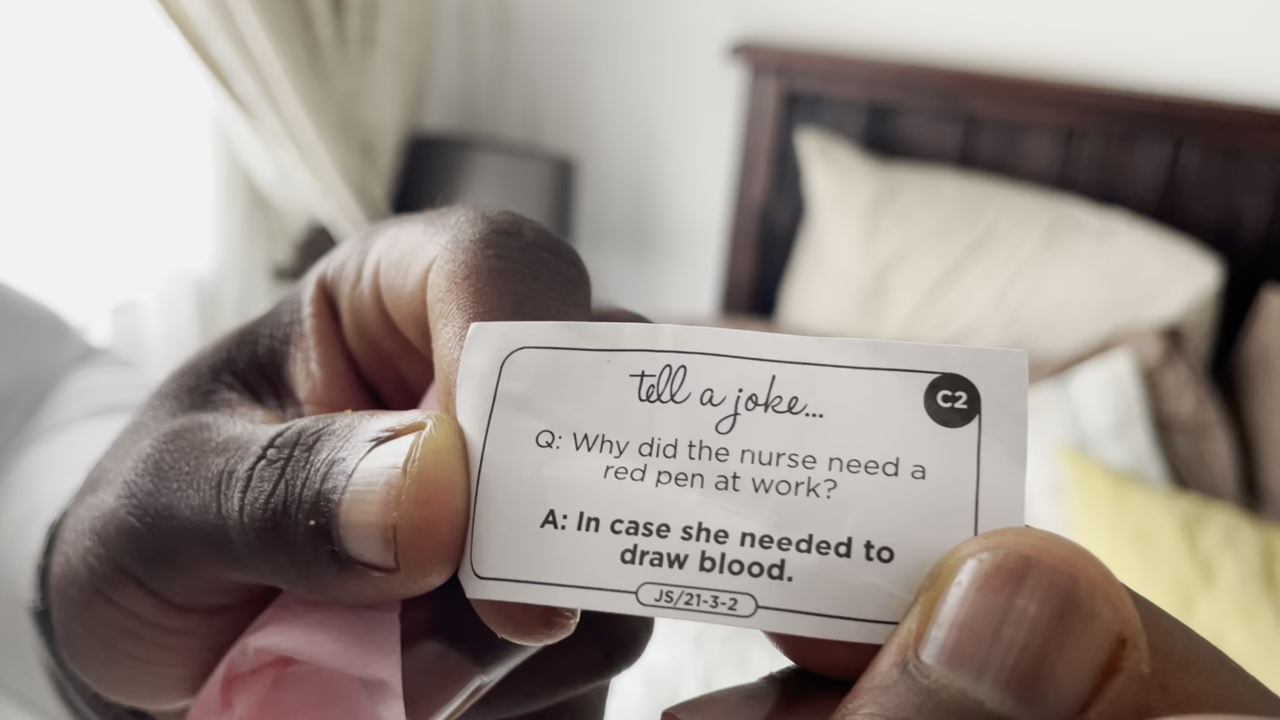 tell a joke...
C2
Q: Why did the nurse need a
red pen at work?
A: In case she needed to
draw blood.
JS/21-3-2